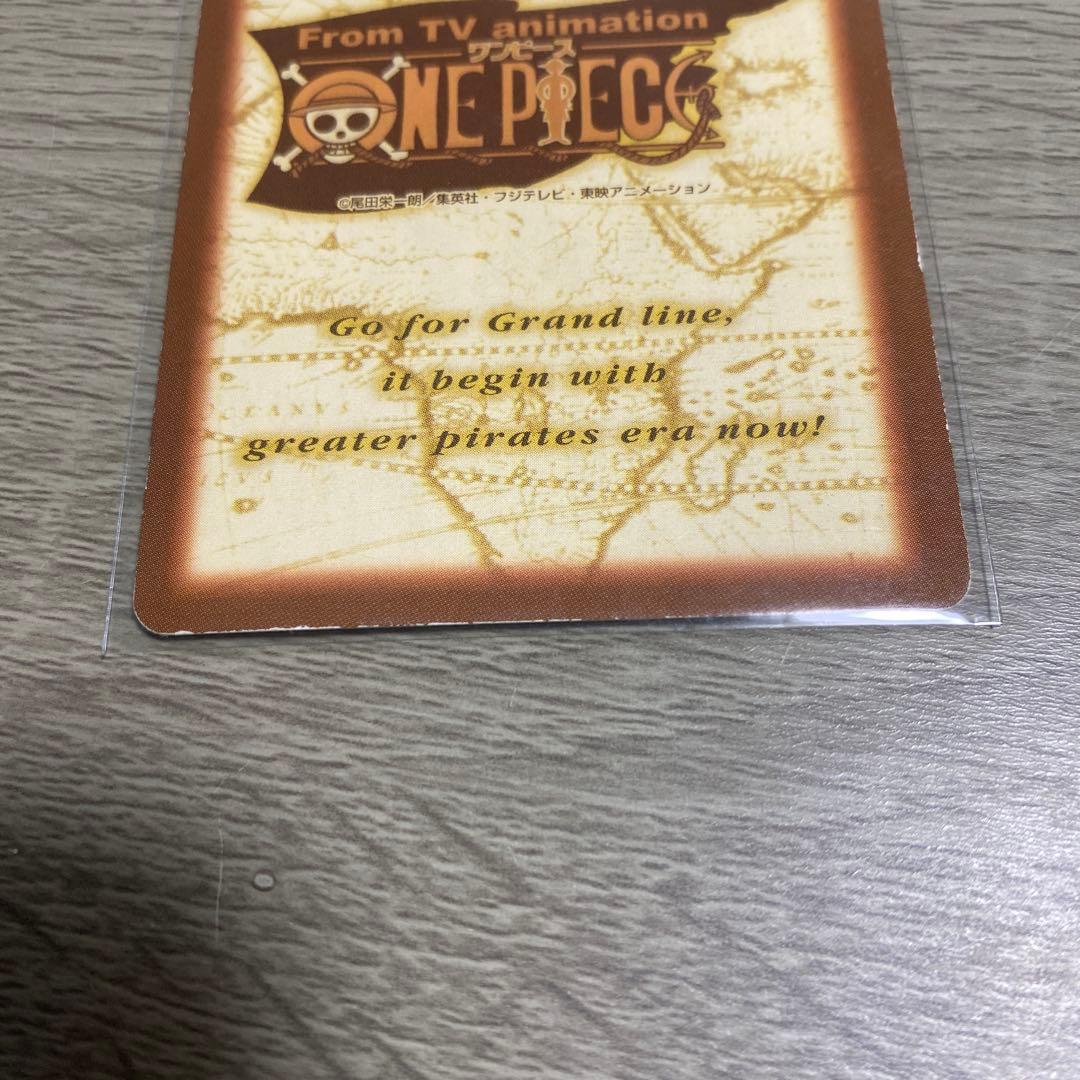 From TV animation
ワンピース
ONE PIECE
©尾田栄一朗／集英社・フジテレビ・東映アニメーション
Go for Grand line,
it begin with
greater pirates era now!